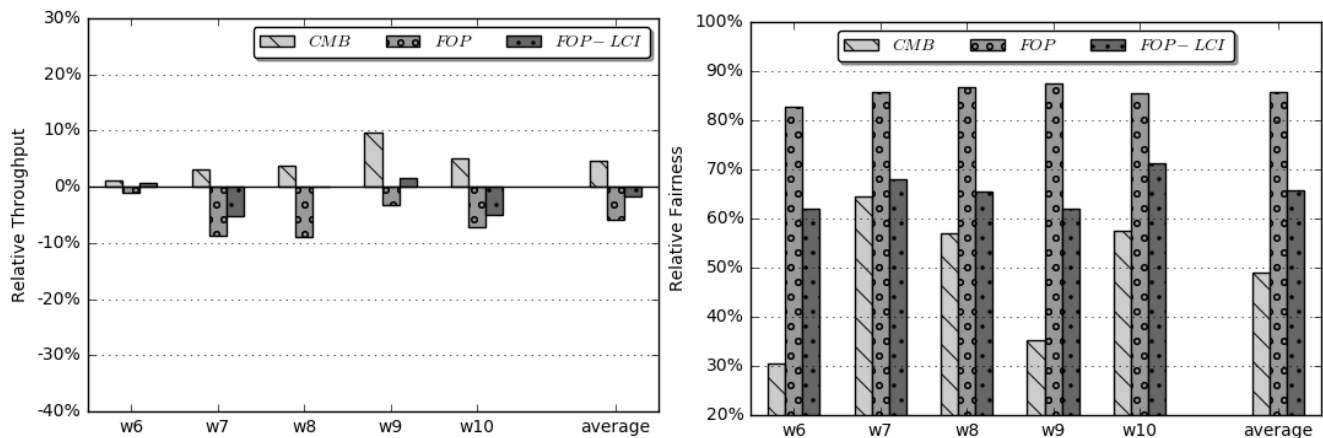 30%
20%
10%
0%
-10%
-20%
-30%
-40%
Relative Throughput
CMB FOP FOP-LCI
w6 w7 w8 w9 w10 average
100%
90%
80%
70%
60%
50%
40%
30%
20%
Relative Fairness
CMB FOP FOP-LCI
w6 w7 w8 w9 w10 average